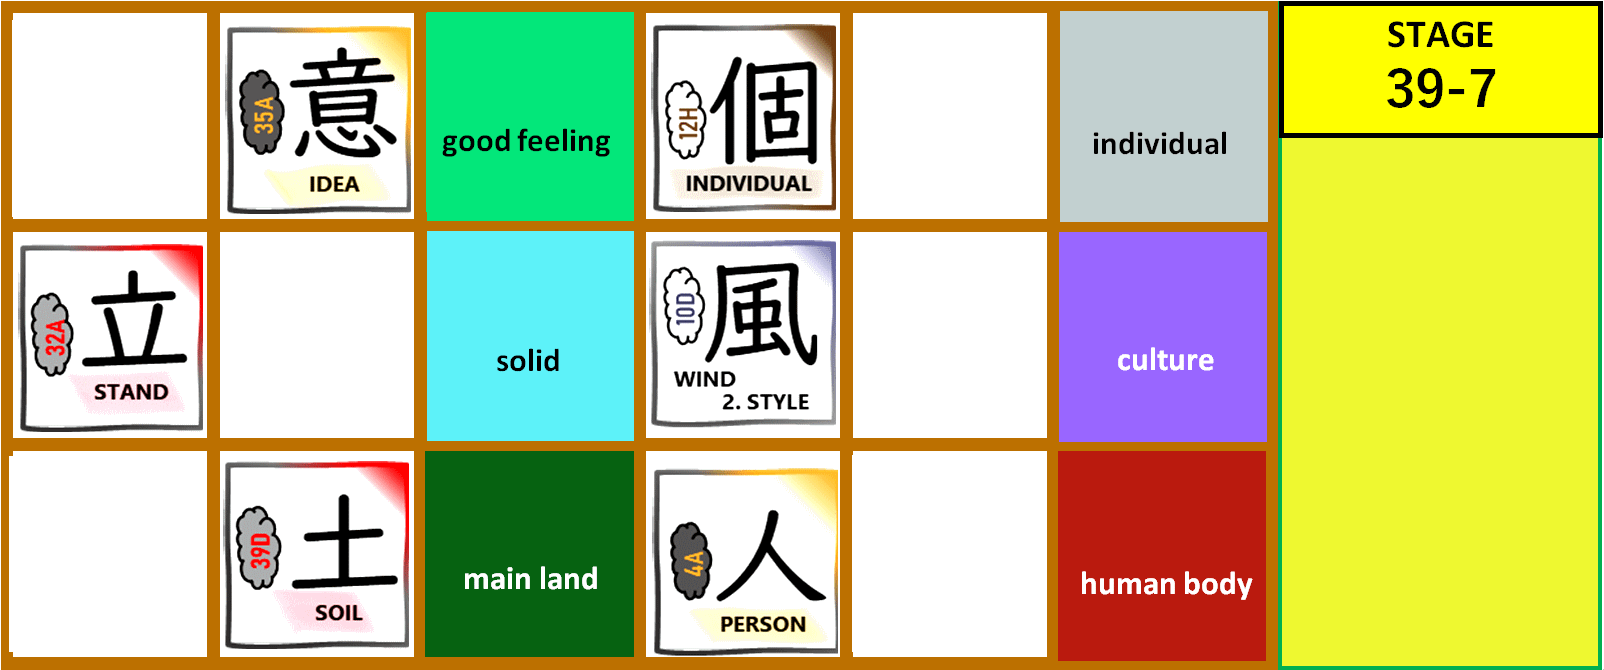 35A
意
IDEA
good feeling
12H
個
INDIVIDUAL
individual
STAGE
39-7
32A
立
STAND
solid
10D
風
WIND
2. STYLE
culture
39D
土
SOIL
main land
4A
人
PERSON
human body